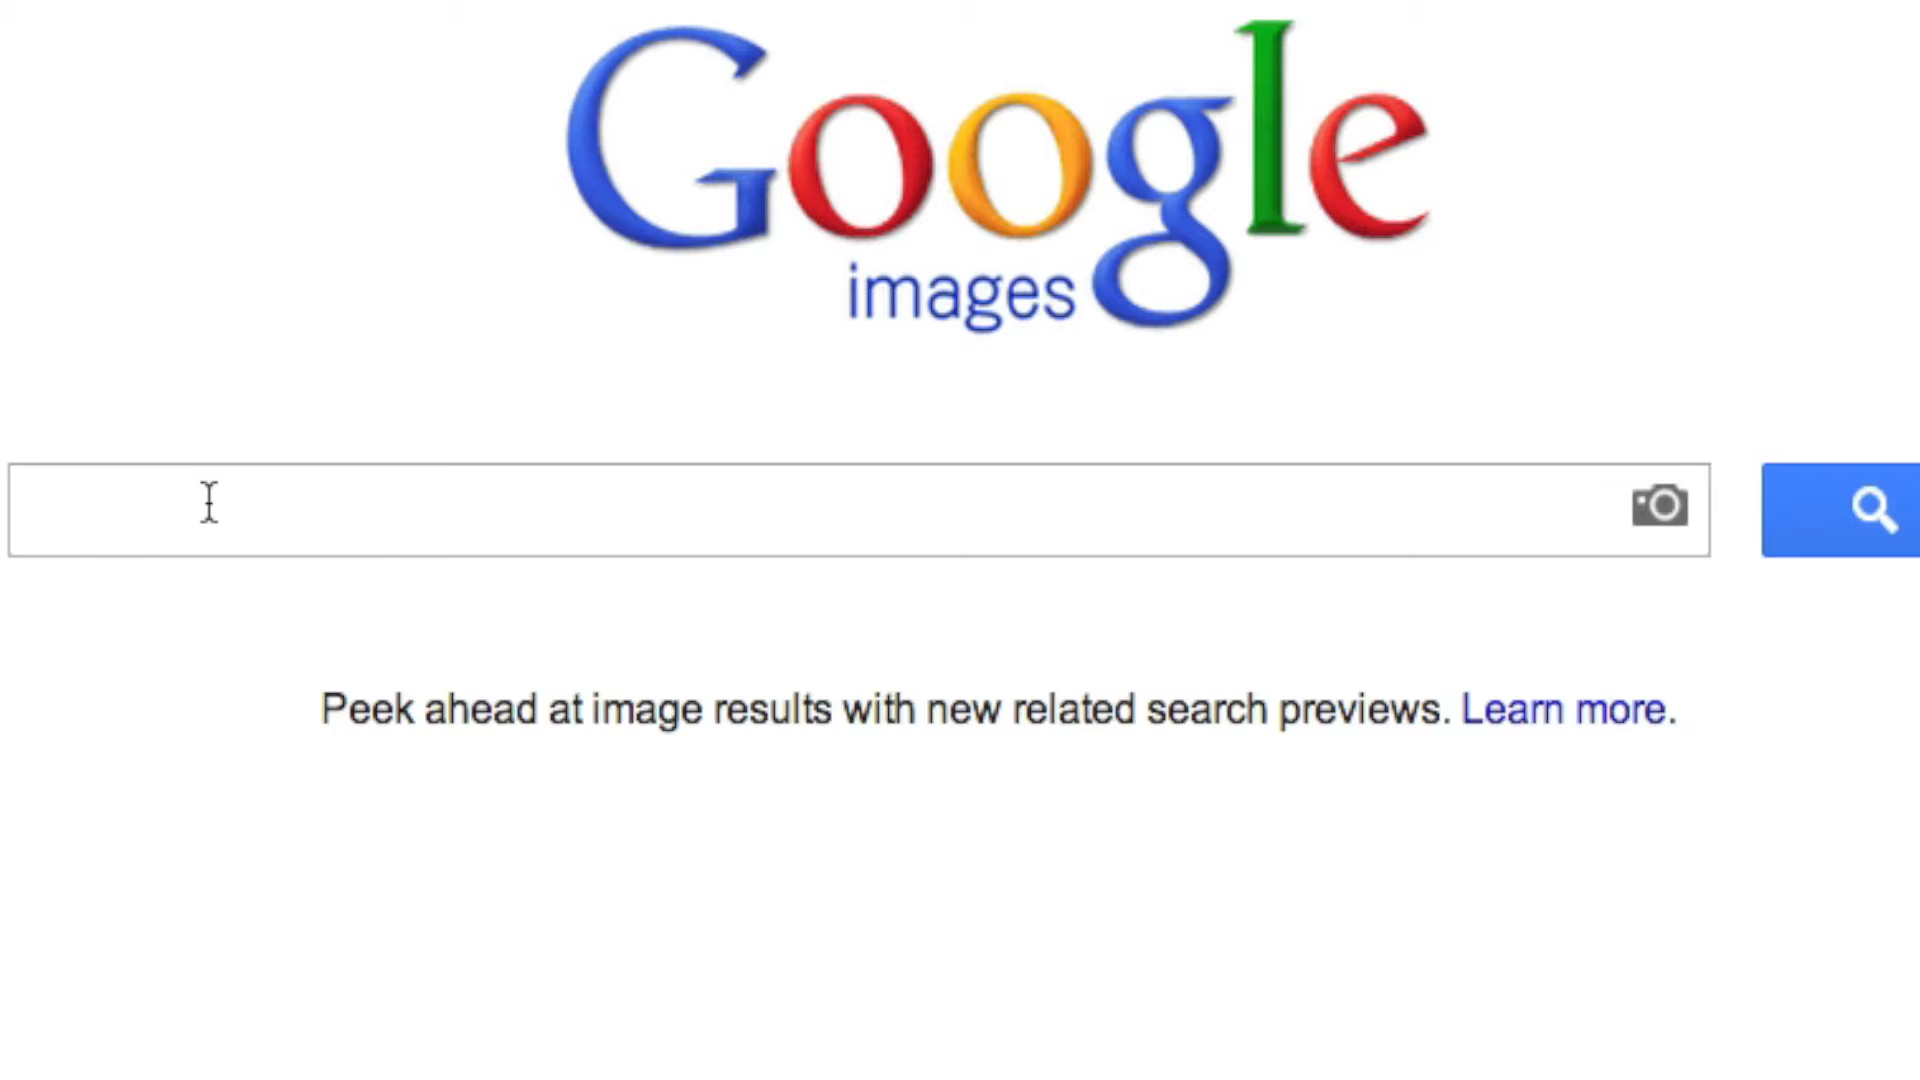 Google
images
Peek ahead at image results with new related search previews. Learn more.